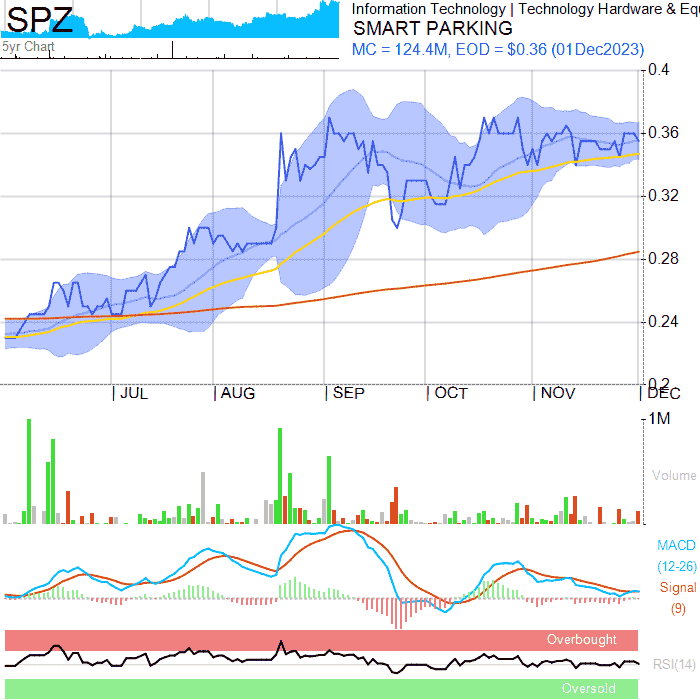 SPZ
5yr Chart
Information Technology | Technology Hardware & Equ
SMART PARKING
MC = 124.4M, EOD = $0.36 (01Dec2023)
0.4
0.36
0.32
0.28
0.24
0.2
JUL
AUG
SEP
OCT
NOV
DEC
1M
Volume
MACD
(12-26)
Signal
(9)
Overbought
RSI(14)
Oversold